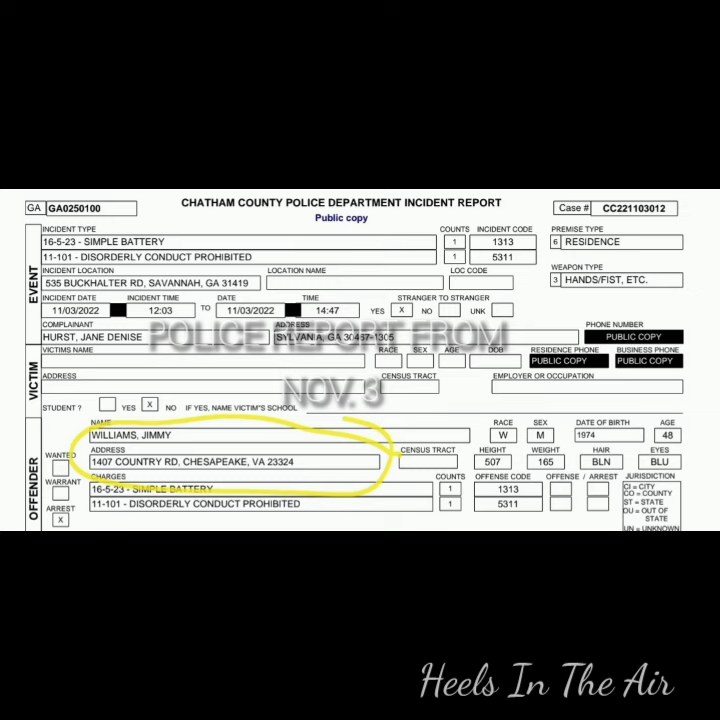 GA GA0250100 CHATHAM COUNTY POLICE DEPARTMENT INCIDENT REPORT Case # CC221103012
Public copy
INCIDENT TYPE COUNTS INCIDENT CODE PREMISE TYPE
16-5-23 - SIMPLE BATTERY 1 1313 6 RESIDENCE
11-101 - DISORDERLY CONDUCT PROHIBITED 1 5311
WEAPON TYPE
INCIDENT LOCATION LOCATION NAME LOC CODE
535 BUCKHALTER RD, SAVANNAH, GA 31419 3 HANDS/FIST, ETC.
EVENT
INCIDENT DATE INCIDENT TIME DATE TIME STRANGER TO STRANGER
11/03/2022 12:03 TO 11/03/2022 14:47 YES X NO UNK
COMPLAINANT ADDRESS PHONE NUMBER
HURST, JANE DENISE SYLVANIA, GA 30467-1305 PUBLIC COPY
POLICE REPORT FROM
NOV. 3
VICTIMS NAME RACE SEX AGE DOB RESIDENCE PHONE BUSINESS PHONE
PUBLIC COPY PUBLIC COPY
VICTIM
ADDRESS CENSUS TRACT EMPLOYER OR OCCUPATION
STUDENT ? YES X NO IF YES, NAME VICTIM'S SCHOOL
NAME RACE SEX DATE OF BIRTH AGE
WILLIAMS, JIMMY W M 1974 48
WANTED ADDRESS CENSUS TRACT HEIGHT WEIGHT HAIR EYES
1407 COUNTRY RD, CHESAPEAKE, VA 23324 507 165 BLN BLU
OFFENDER
WARRANT CHARGES COUNTS OFFENSE CODE OFFENSE / ARREST JURISDICTION
16-5-23 - SIMPLE BATTERY 1 1313
11-101 - DISORDERLY CONDUCT PROHIBITED 1 5311
ARREST
X
CI = CITY
CO = COUNTY
ST = STATE
OU = OUT OF
STATE
UN = UNKNOWN
Heels In The Air